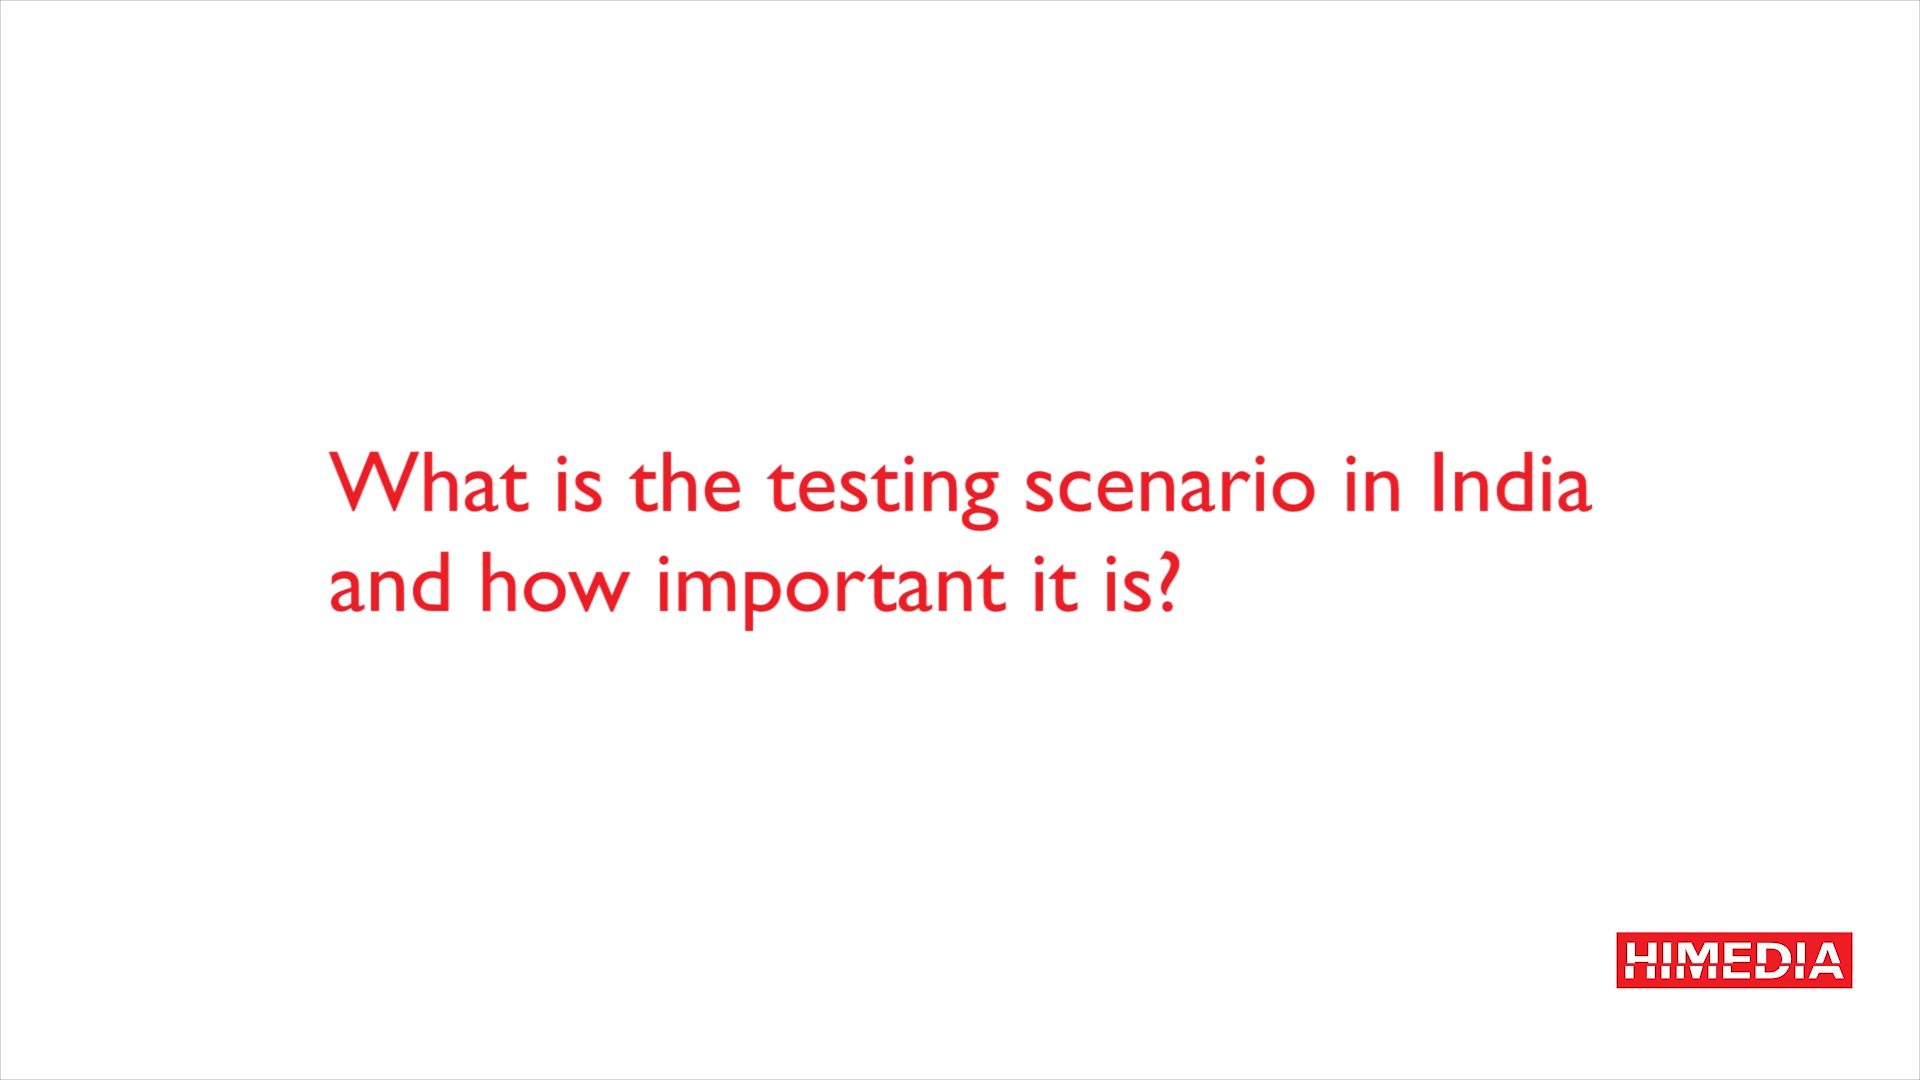 What is the testing scenario in India
and how important it is?
HIMEDIA